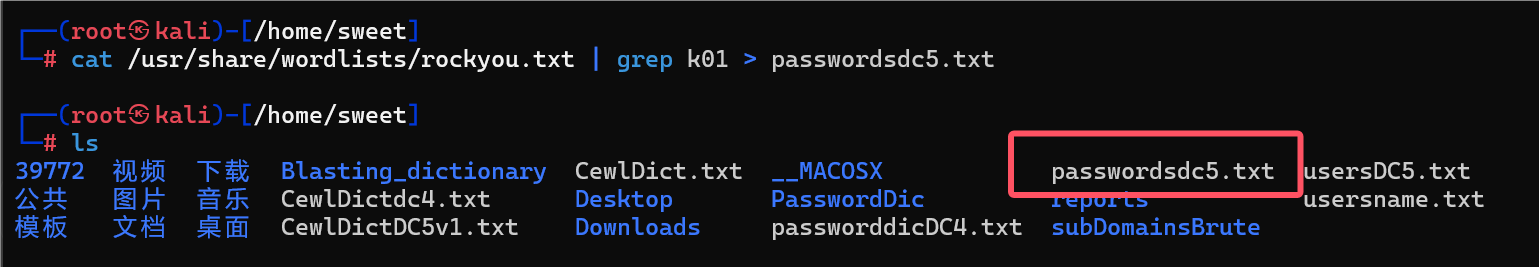 ┌──(root㉿kali)-[/home/sweet]
└─# cat /usr/share/wordlists/rockyou.txt | grep k01 > passwordsdc5.txt
┌──(root㉿kali)-[/home/sweet]
└─# ls
39772 视频 下载 Blasting_dictionary CewlDict.txt __MACOSX passwordsdc5.txt usersDC5.txt
公共 图片 音乐 CewlDictdc4.txt Desktop PasswordDic reports usersname.txt
模板 文档 桌面 CewlDictDC5v1.txt Downloads passworddicDC4.txt subDomainsBrute